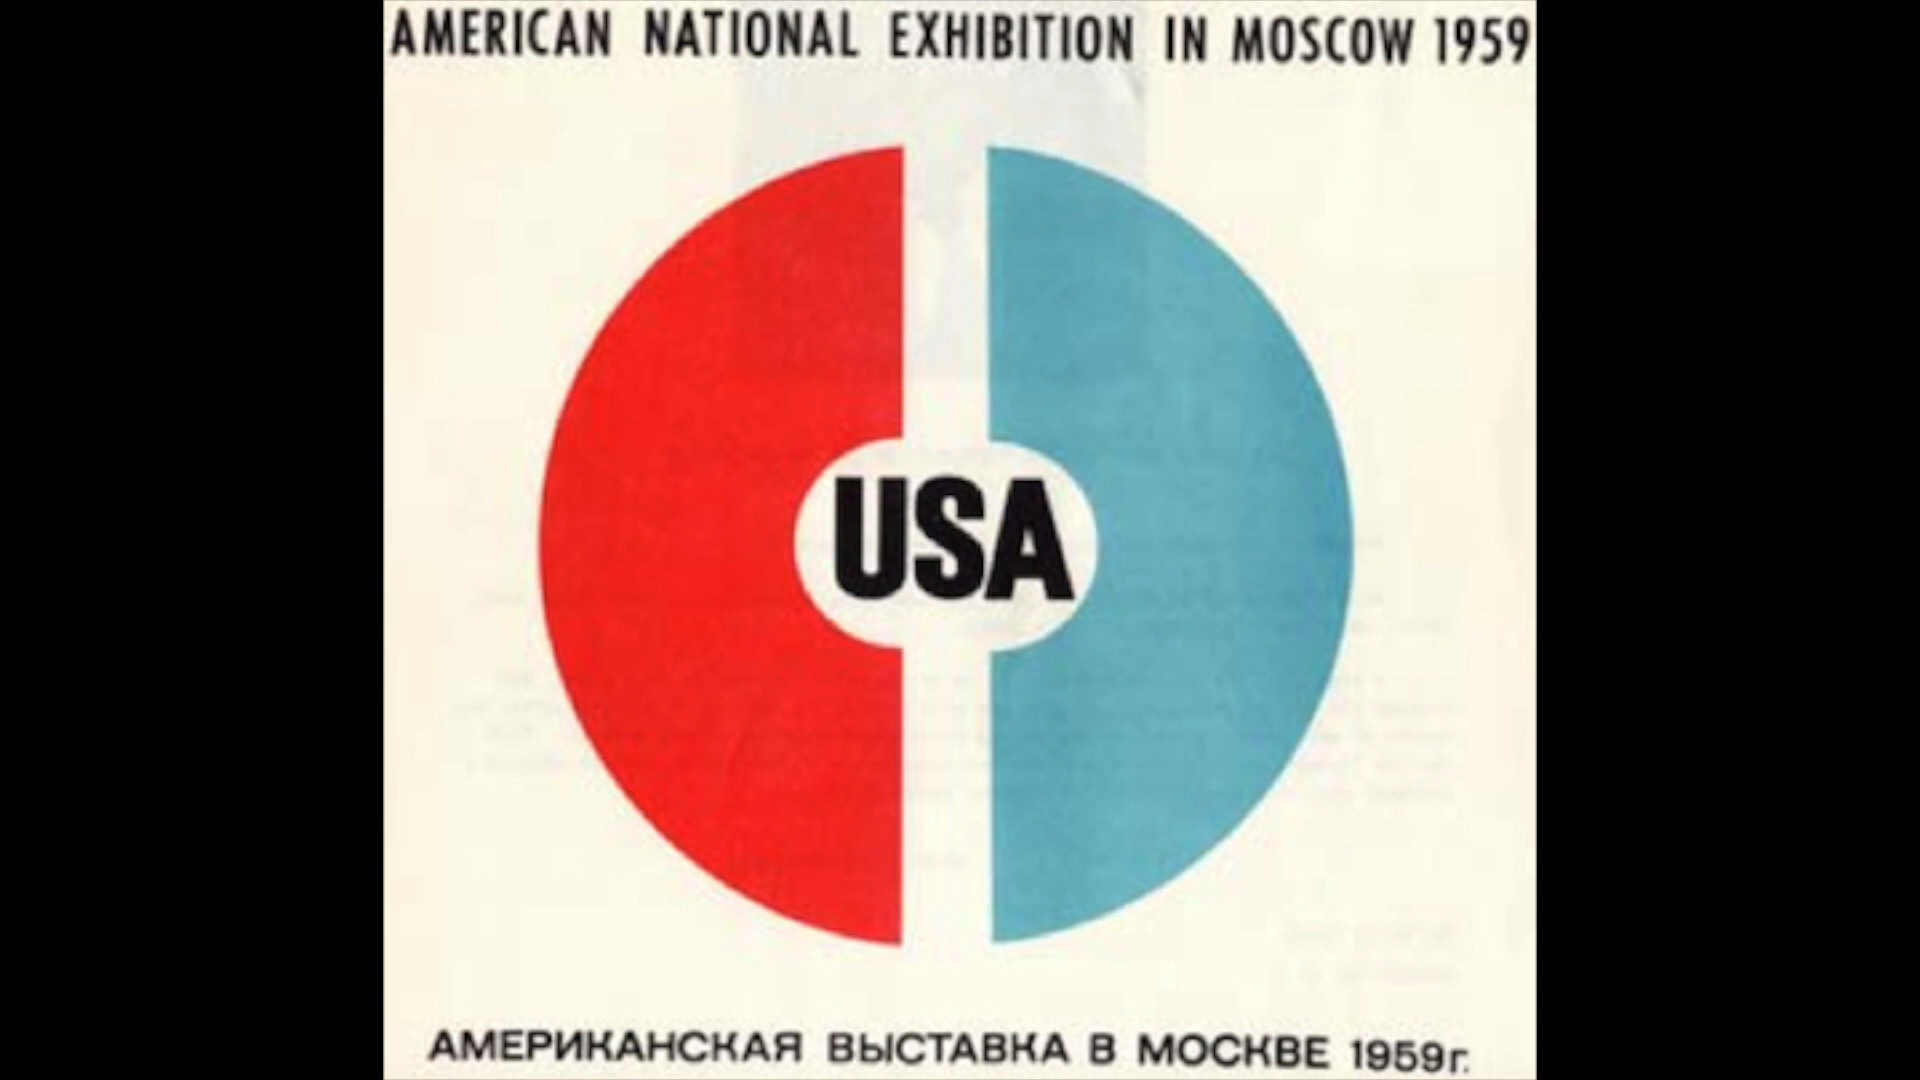 AMERICAN NATIONAL EXHIBITION IN MOSCOW 1959
USA
АМЕРИКАНСКАЯ ВЫСТАВКА В МОСКВЕ 1959г.